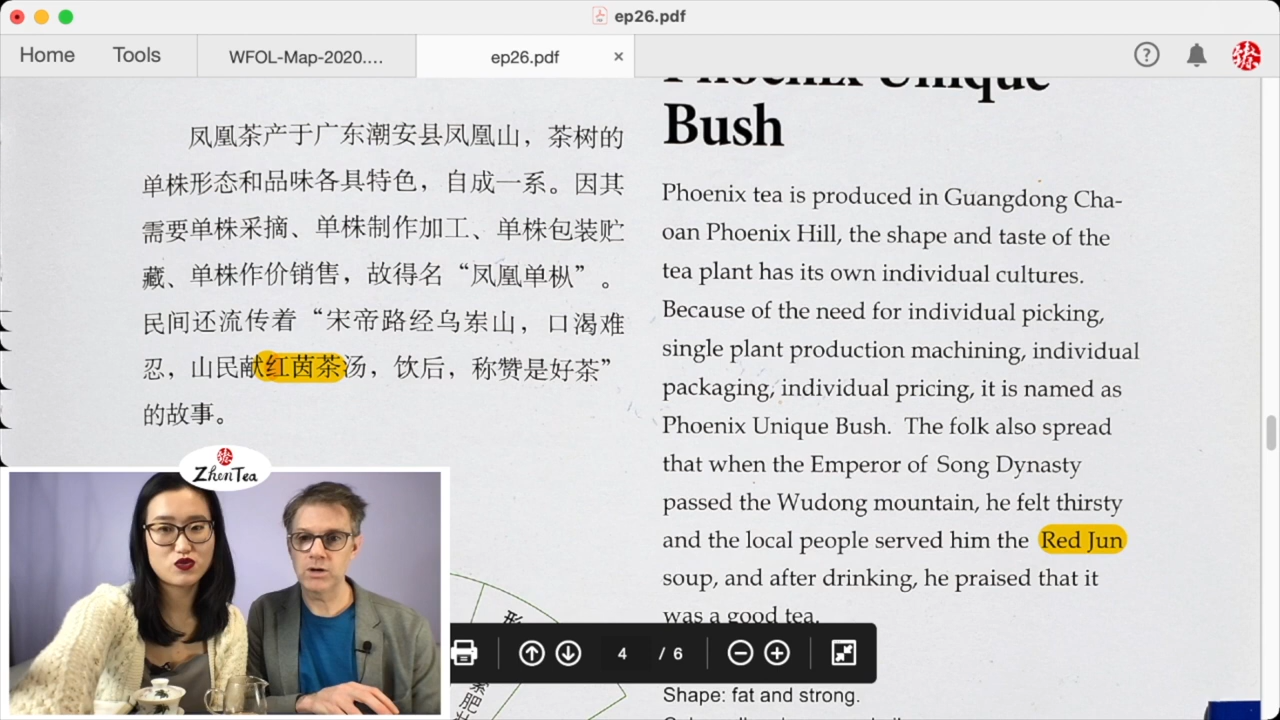 ep26.pdf
Home
Tools
WFOL-Map-2020....
ep26.pdf
凤凰茶产于广东潮安县凤凰山，茶树的
单株形态和品味各具特色，自成一系。因其
需要单株采摘、单株制作加工、单株包装贮
藏、单株作价销售，故得名“凤凰单枞”。
民间还流传着“宋帝路经乌岽山，口渴难
忍，山民献红茵茶汤，饮后，称赞是好茶”
的故事。
Phoenix Unique
Bush
Phoenix tea is produced in Guangdong Cha-
oan Phoenix Hill, the shape and taste of the
tea plant has its own individual cultures.
Because of the need for individual picking,
single plant production machining, individual
packaging, individual pricing, it is named as
Phoenix Unique Bush. The folk also spread
that when the Emperor of Song Dynasty
passed the Wudong mountain, he felt thirsty
and the local people served him the Red Jun
soup, and after drinking, he praised that it
was a good tea.
Shape: fat and strong.
ZhenTea
4 / 6